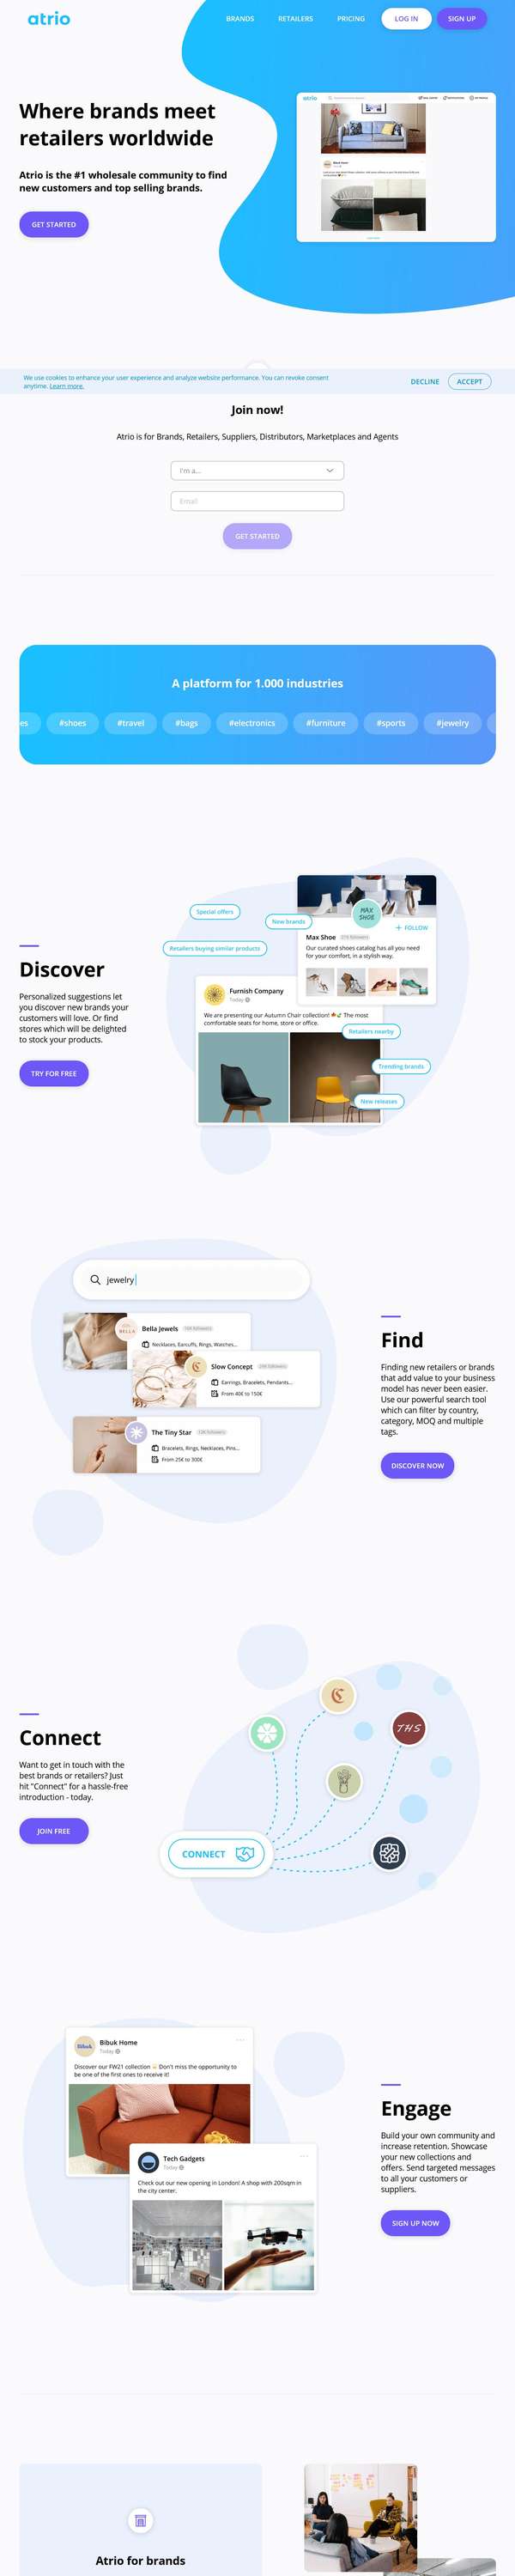 atrio
BRANDS
RETAILERS
PRICING
LOG IN
SIGN UP
Where brands meet
retailers worldwide
Atrio is the #1 wholesale community to find
new customers and top selling brands.
GET STARTED
atrio
We use cookies to enhance your user experience and analyze website performance. You can revoke consent
anytime. Learn more.
DECLINE
ACCEPT
Join now!
Atrio is for Brands, Retailers, Suppliers, Distributors, Marketplaces and Agents
I'm a...
Email
GET STARTED
A platform for 1.000 industries
es
#shoes
#travel
#bags
#electronics
#furniture
#sports
#jewelry
Special offers
New brands
MAX
SHOE
FOLLOW
Retailers buying similar products
Max Shoe
Our curated shoes catalog has all you need
for your comfort, in a stylish way.
Discover
Personalized suggestions let
you discover new brands your
customers will love. Or find
stores which will be delighted
to stock your products.
TRY FOR FREE
Furnish Company
Today
We are presenting our Autumn Chair collection! The most
comfortable seats for home, store or office.
Retailers nearby
Trending brands
New releases
jewelry
Bella Jewels
BELLA
Necklaces, Earcuffs, Rings, Watches...
Slow Concept
Earrings, Bracelets, Pendants...
From 40£ to 150€
The Tiny Star
Bracelets, Rings, Necklaces, Pins...
From 25£ to 300€
Find
Finding new retailers or brands
that add value to your business
model has never been easier.
Use our powerful search tool
which can filter by country,
category, MOQ and multiple
tags.
DISCOVER NOW
Connect
Want to get in touch with the
best brands or retailers? Just
hit "Connect" for a hassle-free
introduction - today.
JOIN FREE
THS
CONNECT
Bibuk
Bibuk Home
Today
Discover our FW21 collection Don't miss the opportunity to
be one of the first ones to receive it!
Tech Gadgets
Today
Check out our new opening in London! A shop with 200sqm in
the city center.
Engage
Build your own community and
increase retention. Showcase
your new collections and
offers. Send targeted messages
to all your customers or
suppliers.
SIGN UP NOW
Atrio for brands